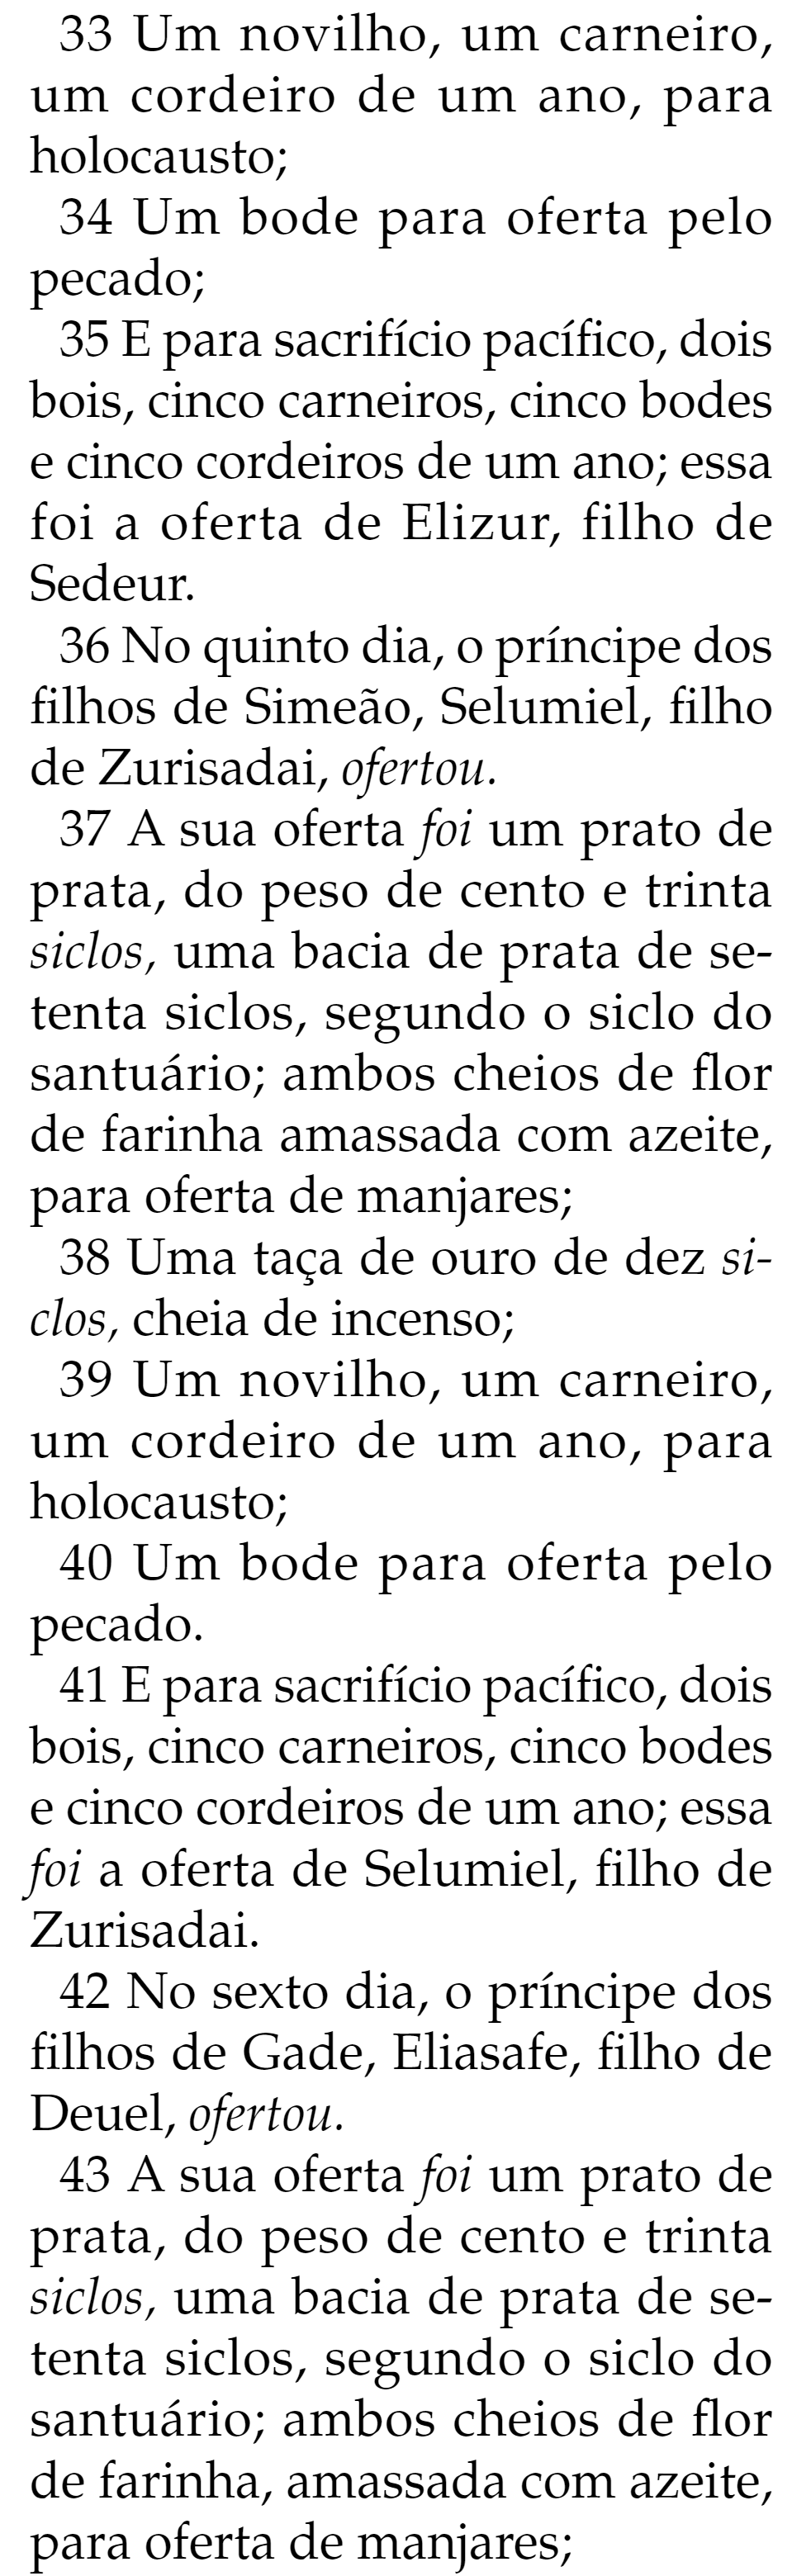 33 Um novilho, um carneiro,
um cordeiro de um ano, para
holocausto;
34 Um bode para oferta pelo
pecado;
35 E para sacrifício pacífico, dois
bois, cinco carneiros, cinco bodes
e cinco cordeiros de um ano; essa
foi a oferta de Elizur, filho de
Sedeur.
36 No quinto dia, o príncipe dos
filhos de Simeão, Selumiel, filho
de Zurisadai, ofertou.
37 A sua oferta foi um prato de
prata, do peso de cento e trinta
siclos, uma bacia de prata de se-
tenta siclos, segundo o siclo do
santuário; ambos cheios de flor
de farinha amassada com azeite,
para oferta de manjares;
38 Uma taça de ouro de dez si-
clos, cheia de incenso;
39 Um novilho, um carneiro,
um cordeiro de um ano, para
holocausto;
40 Um bode para oferta pelo
pecado.
41 E para sacrifício pacífico, dois
bois, cinco carneiros, cinco bodes
e cinco cordeiros de um ano; essa
foi a oferta de Selumiel, filho de
Zurisadai.
42 No sexto dia, o príncipe dos
filhos de Gade, Eliasafe, filho de
Deuel, ofertou.
43 A sua oferta foi um prato de
prata, do peso de cento e trinta
siclos, uma bacia de prata de se-
tenta siclos, segundo o siclo do
santuário; ambos cheios de flor
de farinha, amassada com azeite,
para oferta de manjares;